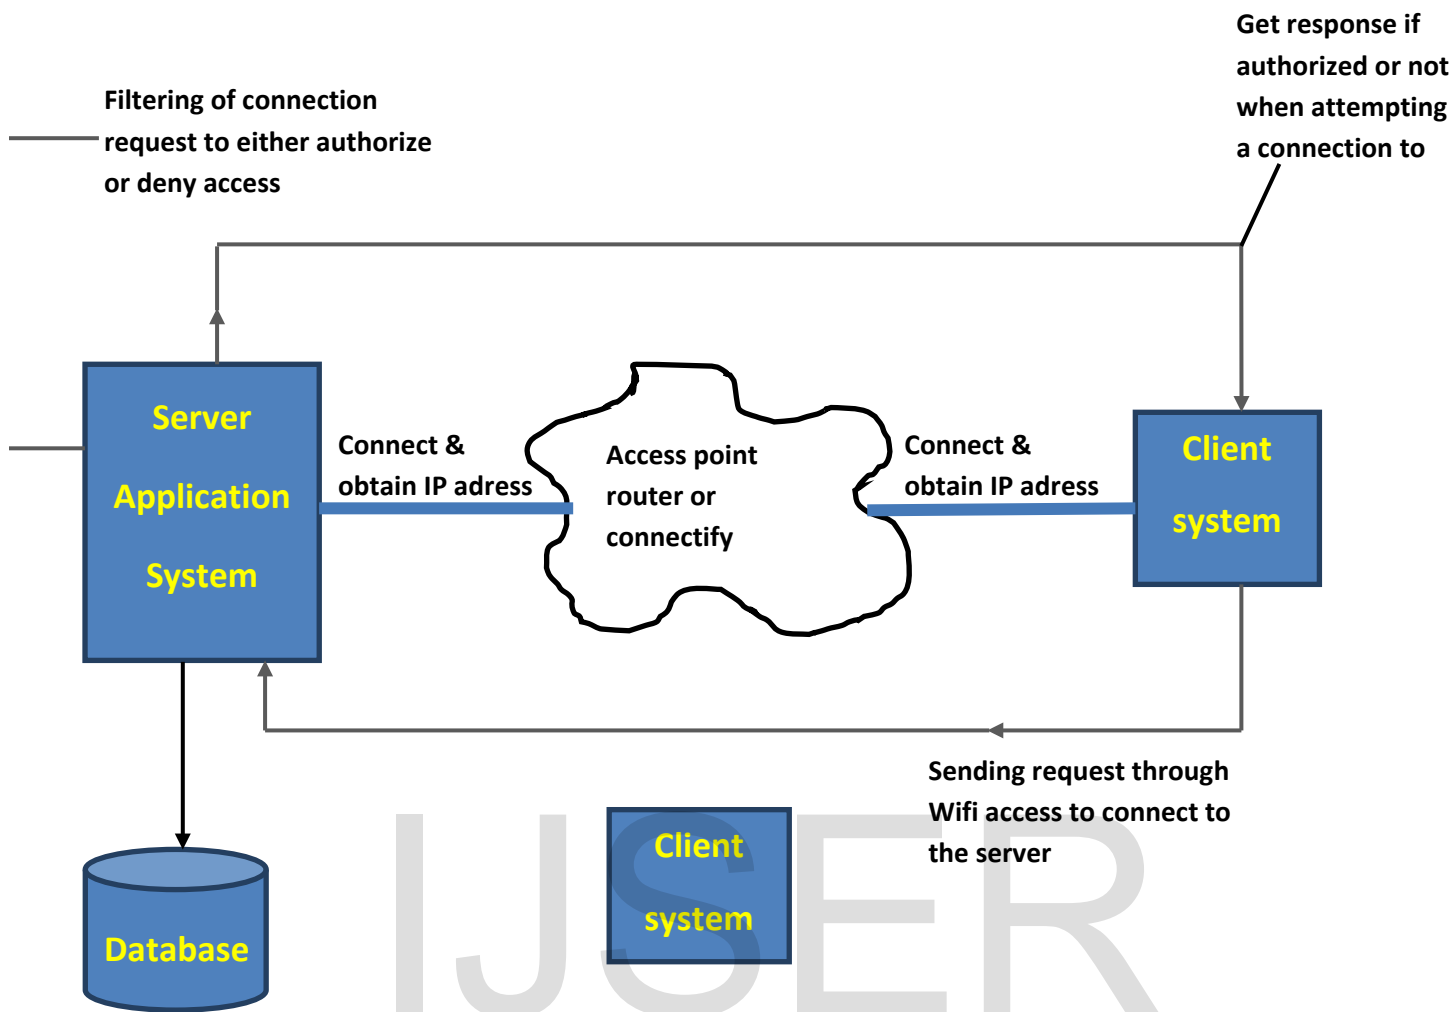 Get response if
authorized or not
when attempting
a connection to
Filtering of connection
request to either authorize
or deny access
Server
Application
System
Connect &
obtain IP adress
Access point
router or
connectify
Connect &
obtain IP adress
Client
system
Sending request through
Wifi access to connect to
the server
Client
system
Database
IJSER